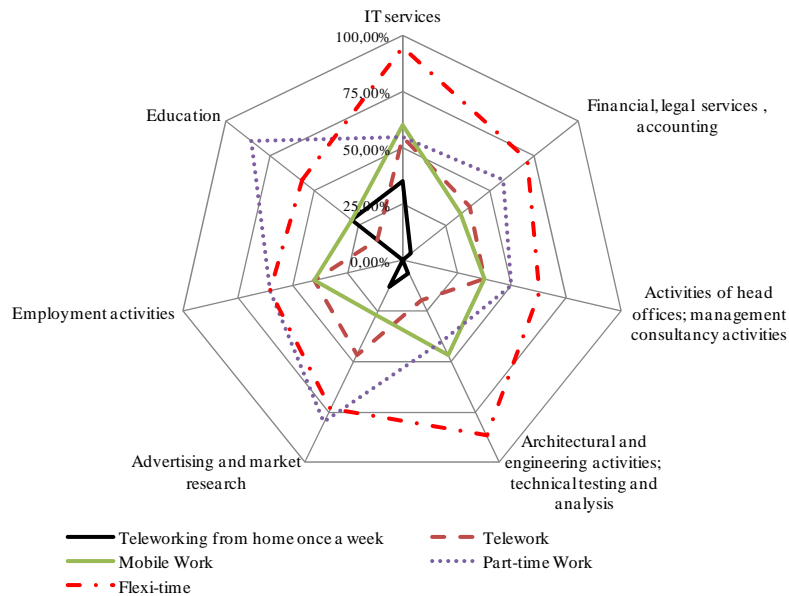 IT services
100,00%
75,00%
50,00%
25,00%
0,00%
Education
Financial, legal services ,
accounting
Employment activities
Activities of head
offices; management
consultancy activities
Advertising and market
research
Architectural and
engineering activities;
technical testing and
analysis
Teleworking from home once a week
Telework
Mobile Work
Part-time Work
Flexi-time